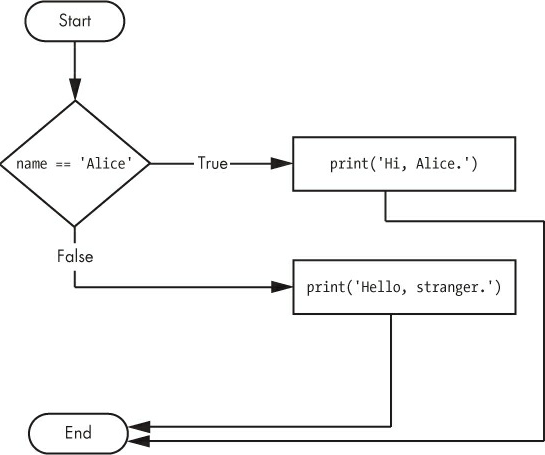 Start
name == 'Alice'
True
print('Hi, Alice.')
False
print('Hello, stranger.')
End